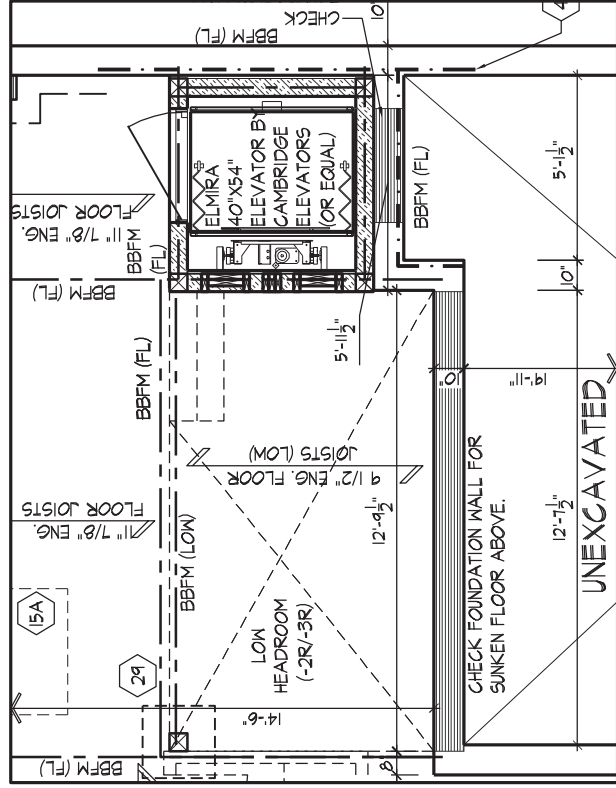 10"
CHECK
BBFM (FL)
4
ELMIRA
40"X54"
ELEVATOR BY
CAMBRIDGE
ELEVATORS
(OR EQUAL)
11 7/8" ENG.
FLOOR JOISTS
BBFM
(FL)
BBFM (FL)
BBFM (FL)
5'-1 1/2"
10"
BBFM (FL)
5'-11 1/2"
9 1/2" ENG. FLOOR
JOISTS (LOW)
11 7/8" ENG.
FLOOR JOISTS
BBFM (LOW)
12'-9 1/2"
10"
19'-11"
CHECK FOUNDATION WALL FOR
SUNKEN FLOOR ABOVE.
12'-7 1/2"
UNEXCAVATED
15A
29
LOW
HEADROOM
(-2R/-3R)
14'-6"
8"
BBFM (FL)